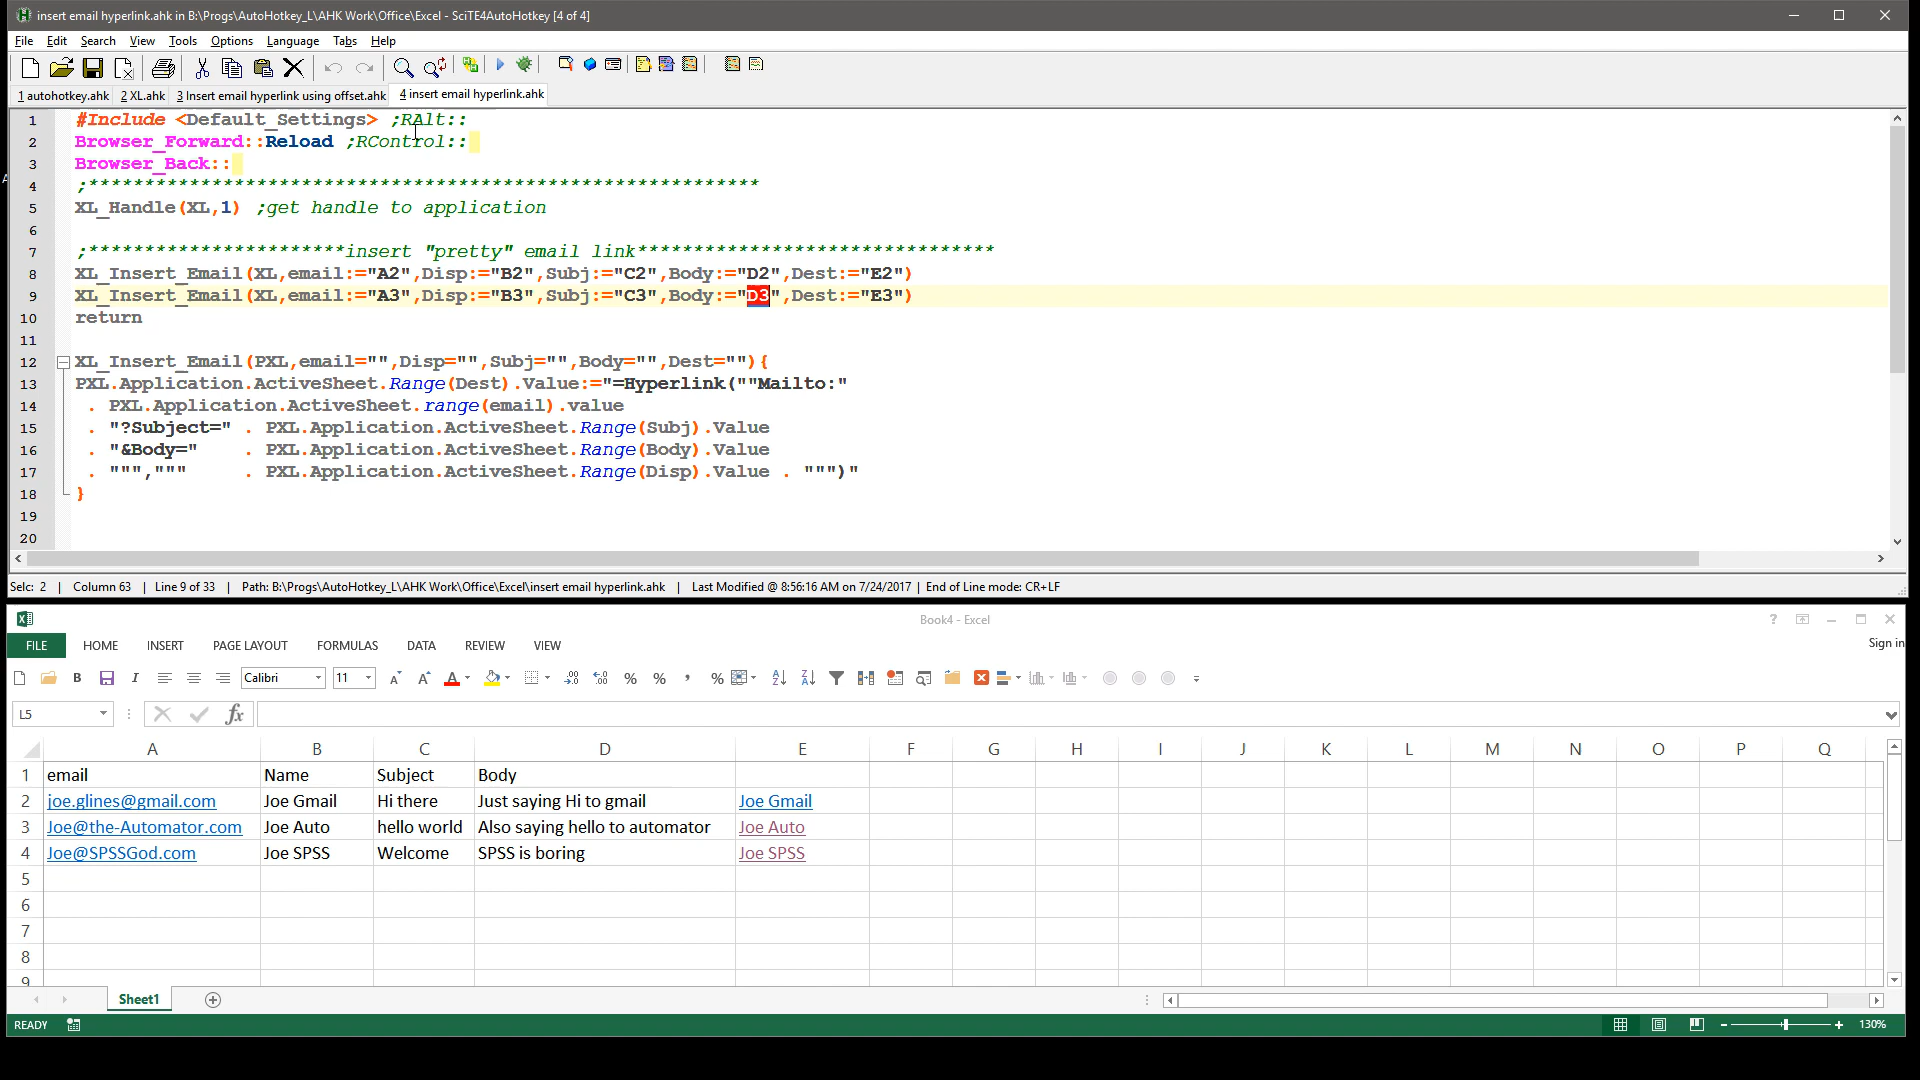 insert email hyperlink.ahk in B:\Progs\AutoHotkey_L\AHK Work\Office\Excel - SciTE4AutoHotkey [4 of 4]
File Edit Search View Tools Options Language Tabs Help
1 autohotkey.ahk 2 XL.ahk 3 Insert email hyperlink using offset.ahk 4 insert email hyperlink.ahk
1 #Include <Default_Settings> ;RAlt::
2 Browser_Forward::Reload ;RControl::
3 Browser_Back::
4 ;************************************************************
5 XL_Handle(XL,1) ;get handle to application
6
7 ;***********************insert "pretty" email link********************************
8 XL_Insert_Email(XL,email:="A2",Disp:="B2",Subj:="C2",Body:="D2",Dest:="E2")
9 XL_Insert_Email(XL,email:="A3",Disp:="B3",Subj:="C3",Body:="D3",Dest:="E3")
10 return
11
12 XL_Insert_Email(PXL,email="",Disp="",Subj="",Body="",Dest=""){
13 PXL.Application.ActiveSheet.Range(Dest).Value:="=Hyperlink(""Mailto:"
14 . PXL.Application.ActiveSheet.range(email).value
15 . "?Subject=" . PXL.Application.ActiveSheet.Range(Subj).Value
16 . "&Body=" . PXL.Application.ActiveSheet.Range(Body).Value
17 . """,""" . PXL.Application.ActiveSheet.Range(Disp).Value . """)"
18 }
19
20
Selc: 2 | Column 63 | Line 9 of 33 | Path: B:\Progs\AutoHotkey_L\AHK Work\Office\Excel\insert email hyperlink.ahk | Last Modified @ 8:56:16 AM on 7/24/2017 | End of Line mode: CR+LF
Book4 - Excel
FILE HOME INSERT PAGE LAYOUT FORMULAS DATA REVIEW VIEW Sign in
Calibri 11
L5
A B C D E F G H I J K L M N O P Q
1 email Name Subject Body
2 joe.glines@gmail.com Joe Gmail Hi there Just saying Hi to gmail Joe Gmail
3 Joe@the-Automator.com Joe Auto hello world Also saying hello to automator Joe Auto
4 Joe@SPSSGod.com Joe SPSS Welcome SPSS is boring Joe SPSS
5
6
7
8
9
Sheet1
READY 130%